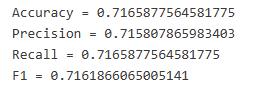 Accuracy = 0.7165877564581775
Precision = 0.715807865983403
Recall = 0.7165877564581775
F1 = 0.7161866065005141